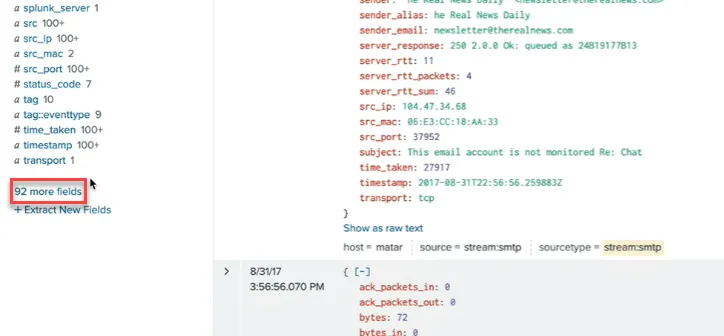 a splunk_server 1
a src 100+
a src_ip 100+
a src_mac 2
# src_port 100+
# status_code 7
a tag 10
a tag::eventtype 9
# time_taken 100+
a timestamp 100+
a transport 1
92 more fields
+ Extract New Fields
sender: "he Real News Daily" <newsletter@therealnews.com>
sender_alias: he Real News Daily
sender_email: newsletter@therealnews.com
server_response: 250 2.0.0 Ok: queued as 24B19177B13
server_rtt: 11
server_rtt_packets: 4
server_rtt_sum: 46
src_ip: 104.47.34.68
src_mac: 06:E3:CC:18:AA:33
src_port: 37952
subject: This email account is not monitored Re: Chat
time_taken: 27917
timestamp: 2017-08-31T22:56:56.259883Z
transport: tcp
}
Show as raw text
host = matar source = stream:smtp sourcetype = stream:smtp
> 8/31/17 { [-]
3:56:56.070 PM ack_packets_in: 0
ack_packets_out: 0
bytes: 72
bytes_in: 0